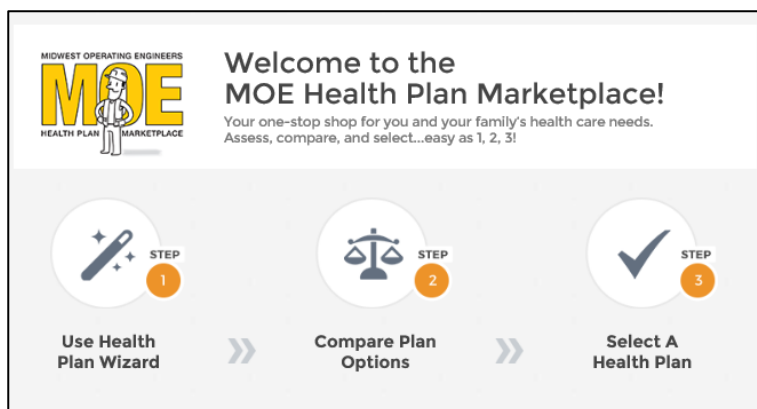 MIDWEST OPERATING ENGINEERS
MOE
HEALTH PLAN MARKETPLACE
Welcome to the
MOE Health Plan Marketplace!
Your one-stop shop for you and your family's health care needs.
Assess, compare, and select...easy as 1, 2, 3!
STEP
1
STEP
2
STEP
3
Use Health
Plan Wizard
Compare Plan
Options
Select A
Health Plan